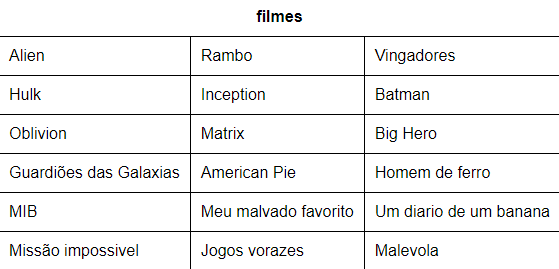 filmes
Alien Rambo Vingadores
Hulk Inception Batman
Oblivion Matrix Big Hero
Guardiões das Galaxias American Pie Homem de ferro
MIB Meu malvado favorito Um diario de um banana
Missão impossivel Jogos vorazes Malevola